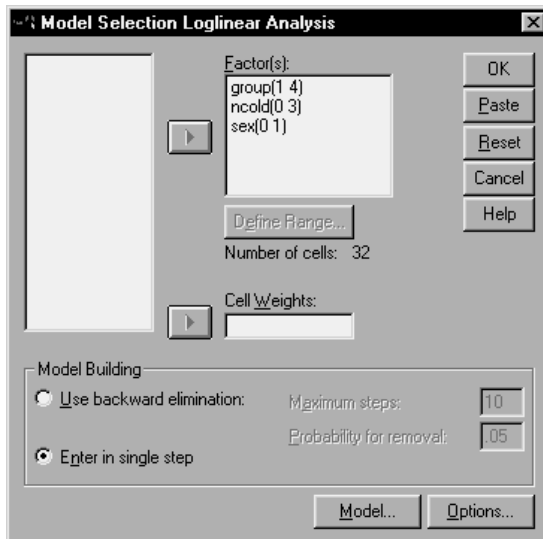 Model Selection Loglinear Analysis
Factor(s):
group(1 4)
ncold(0 3)
sex(0 1)
Define Range...
Number of cells: 32
Cell Weights:
OK
Paste
Reset
Cancel
Help
Model Building
Use backward elimination:
Maximum steps: 10
Probability for removal: .05
Enter in single step
Model...
Options...